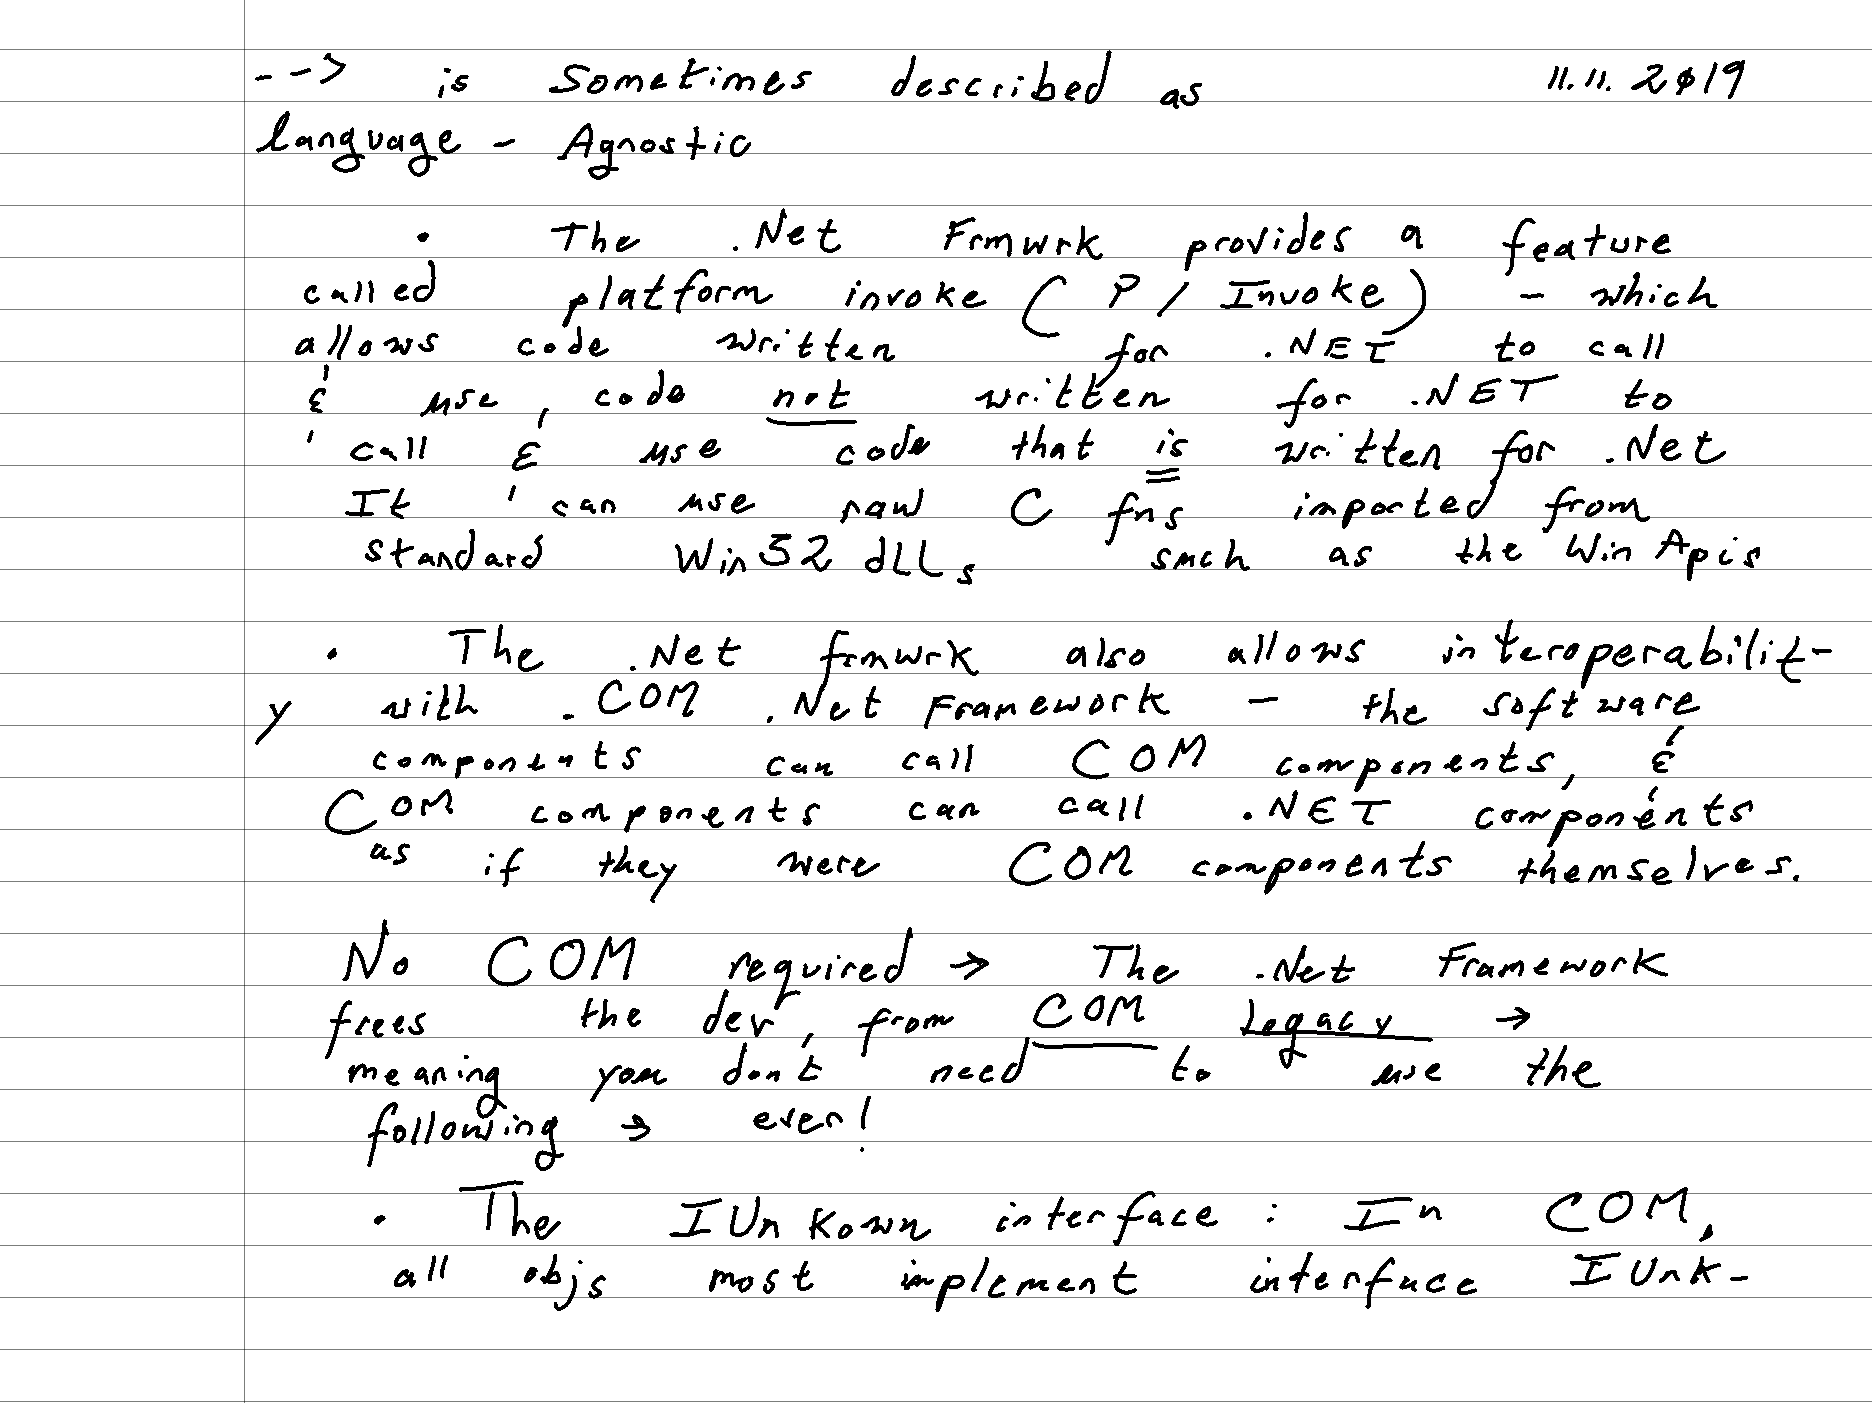 --> is Sometimes described as 11.11.2019
language - Agnostic
• The .Net Frmwrk provides a feature
called platform invoke (P/Invoke) - which
allows code written for .NET to call
& use, code not written for .NET to
call & use code that is written for .Net
It can use raw C fns imported from
standard Win32 dLLs such as the Win Apis
• The .Net frmwrk also allows interoperabilit-
y with .COM .Net Framework - the software
components can call COM components, &
COM components can call .NET components
as if they were COM components themselves.
No COM required → The .Net Framework
frees the dev, from COM Legacy →
meaning you don't need to use the
following → ever!
• The IUnKown interface : In COM,
all objs most implement interface IUnk-